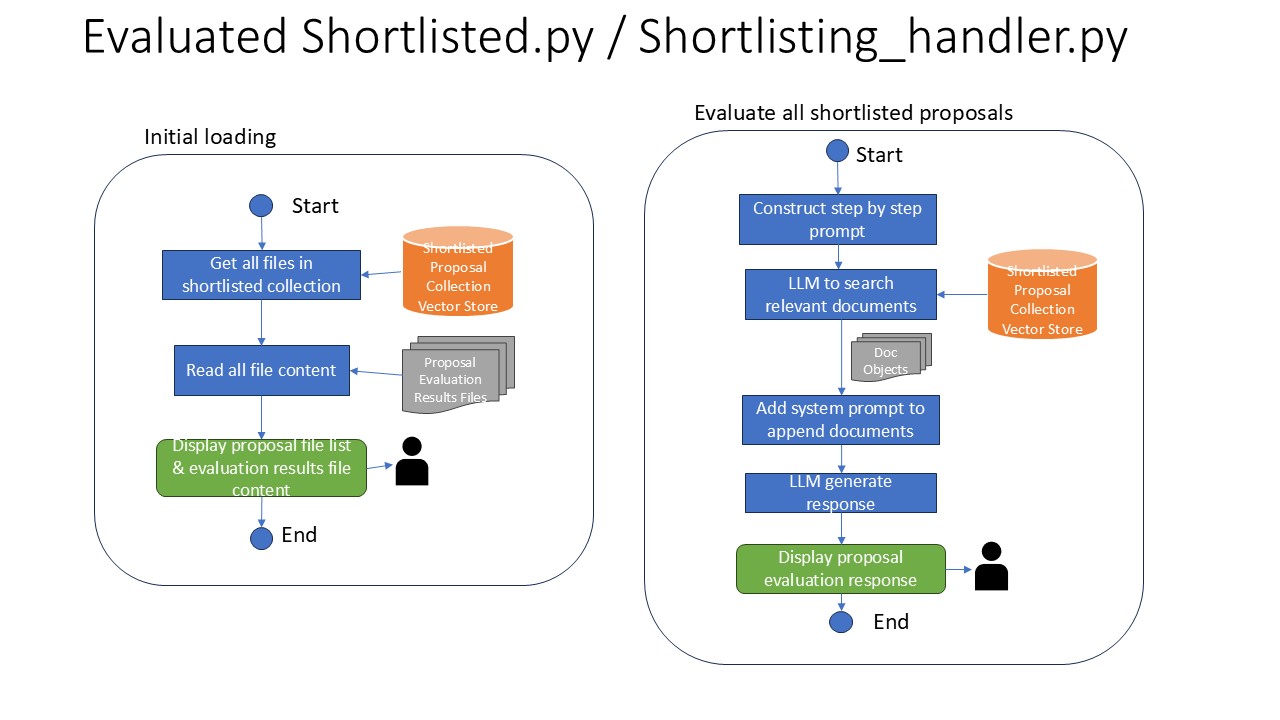 Evaluated Shortlisted.py / Shortlisting_handler.py
Initial loading
Start
Get all files in
shortlisted collection
Shortlisted
Proposal
Collection
Vector Store
Read all file content
Proposal
Evaluation
Results Files
Display proposal file list
& evaluation results file
content
End
Evaluate all shortlisted proposals
Start
Construct step by step
prompt
LLM to search
relevant documents
Shortlisted
Proposal
Collection
Vector Store
Doc
Objects
Add system prompt to
append documents
LLM generate
response
Display proposal
evaluation response
End